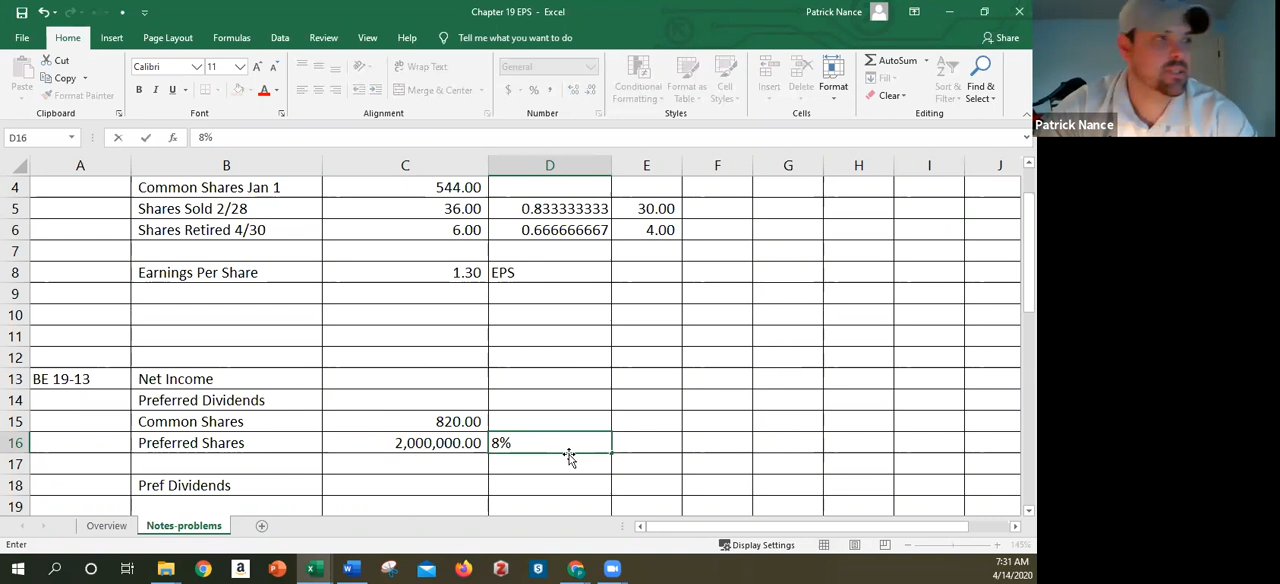 Chapter 19 EPS - Excel
Patrick Nance
File Home Insert Page Layout Formulas Data Review View Help Tell me what you want to do Share
Cut
Copy
Format Painter
Paste
Clipboard
Calibri 11 A A
B I U A
Font
Wrap Text
Merge & Center
Alignment
General
$ % ,
Number
Conditional Formatting
Format as Table
Cell Styles
Styles
Insert Delete Format
Cells
AutoSum
Fill
Clear
Sort & Filter
Find & Select
Editing
Patrick Nance
D16 fx 8%
A B C D E F G H I J
4 Common Shares Jan 1 544.00
5 Shares Sold 2/28 36.00 0.833333333 30.00
6 Shares Retired 4/30 6.00 0.666666667 4.00
7
8 Earnings Per Share 1.30 EPS
9
10
11
12
13 BE 19-13 Net Income
14 Preferred Dividends
15 Common Shares 820.00
16 Preferred Shares 2,000,000.00 8%
17
18 Pref Dividends
19
Overview Notes-problems
Enter Display Settings 145%
7:31 AM
4/14/2020